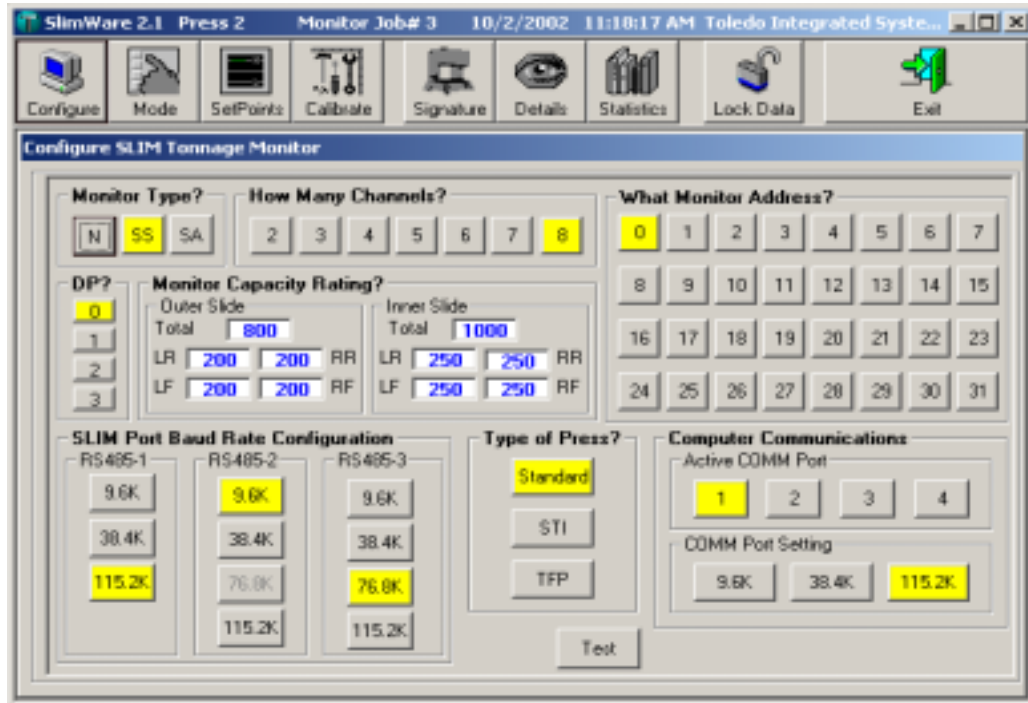 SlimWare 2.1 Press 2 Monitor Job# 3 10/2/2002 11:18:17 AM Toledo Integrated Syste...
Configure Mode SetPoints Calibrate Signature Details Statistics Lock Data Exit
Configure SLIM Tonnage Monitor
Monitor Type?
N SS SA
How Many Channels?
2 3 4 5 6 7 8
What Monitor Address?
0 1 2 3 4 5 6 7
8 9 10 11 12 13 14 15
16 17 18 19 20 21 22 23
24 25 26 27 28 29 30 31
DP?
0
1
2
3
Monitor Capacity Rating?
Outer Slide
Total 800
LR 200 200 RR
LF 200 200 RF
Inner Slide
Total 1000
LR 250 250 RR
LF 250 250 RF
SLIM Port Baud Rate Configuration
RS485-1
9.6K
38.4K
115.2K
RS485-2
9.6K
38.4K
76.8K
115.2K
RS485-3
9.6K
38.4K
76.8K
115.2K
Type of Press?
Standard
STI
TFP
Computer Communications
Active COMM Port
1 2 3 4
COMM Port Setting
9.6K 38.4K 115.2K
Test